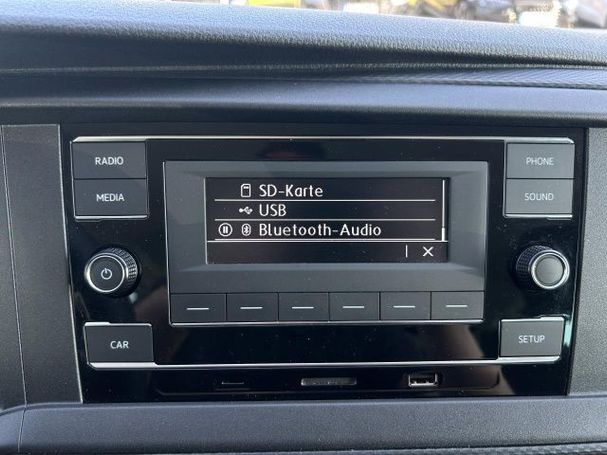 RADIO
PHONE
MEDIA
SOUND
SD-Karte
USB
Bluetooth-Audio
CAR
SETUP